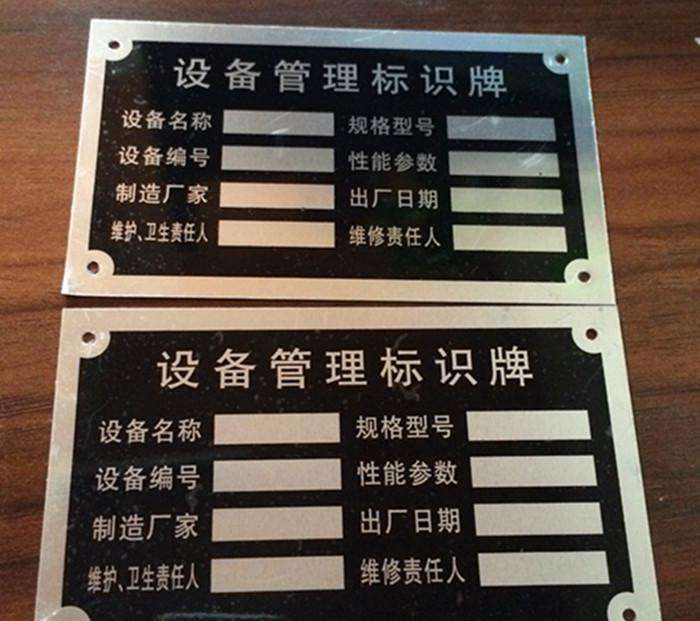 设备管理标识牌
设备名称 规格型号
设备编号 性能参数
制造厂家 出厂日期
维护、卫生责任人 维修责任人
设备管理标识牌
设备名称 规格型号
设备编号 性能参数
制造厂家 出厂日期
维护、卫生责任人 维修责任人